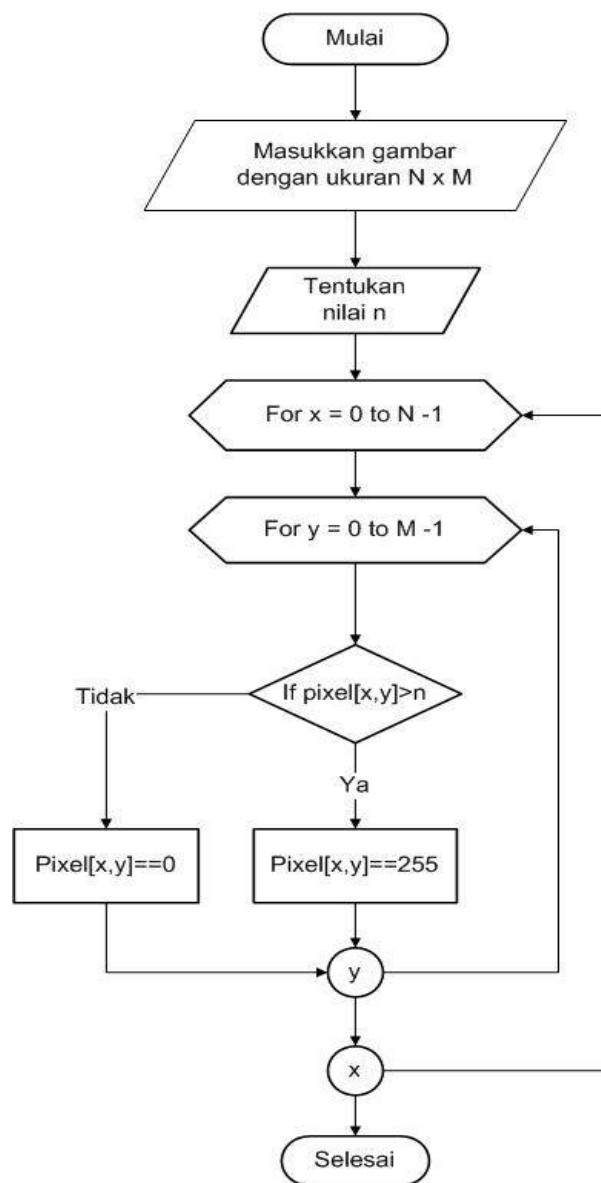 Mulai
Masukkan gambar
dengan ukuran N x M
Tentukan
nilai n
For x = 0 to N -1
For y = 0 to M -1
If pixel[x,y]>n
Tidak
Ya
Pixel[x,y]==0
Pixel[x,y]==255
y
x
Selesai